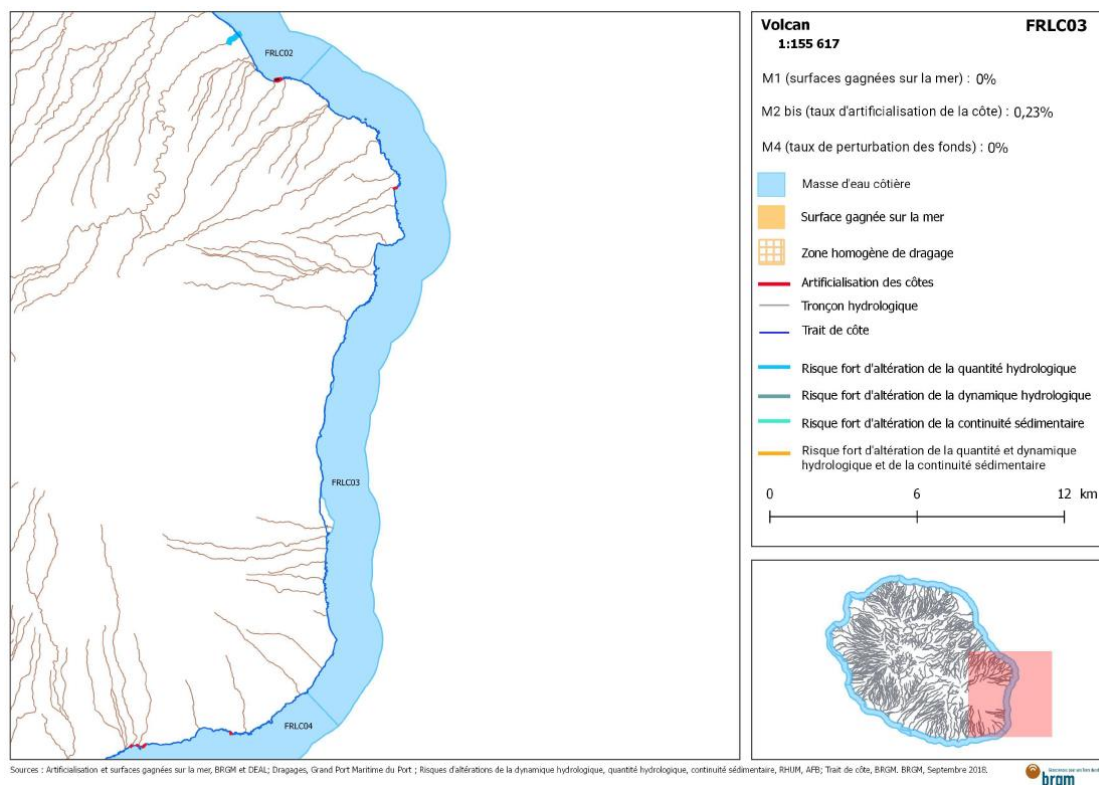 FRLC02
FRLC03
FRLC04
Volcan FRLC03
1:155 617
M1 (surfaces gagnées sur la mer) : 0%
M2 bis (taux d'artificialisation de la côte) : 0,23%
M4 (taux de perturbation des fonds) : 0%
Masse d'eau côtière
Surface gagnée sur la mer
Zone homogène de dragage
Artificialisation des côtes
Tronçon hydrologique
Trait de côte
Risque fort d'altération de la quantité hydrologique
Risque fort d'altération de la dynamique hydrologique
Risque fort d'altération de la continuité sédimentaire
Risque fort d'altération de la quantité et dynamique
hydrologique et de la continuité sédimentaire
0 6 12 km
Sources : Artificialisation et surfaces gagnées sur la mer, BRGM et DEAL; Dragages, Grand Port Maritime du Port ; Risques d'altérations de la dynamique hydrologique, quantité hydrologique, continuité sédimentaire, RHUM, AFB; Trait de côte, BRGM. BRGM, Septembre 2018.
brgm